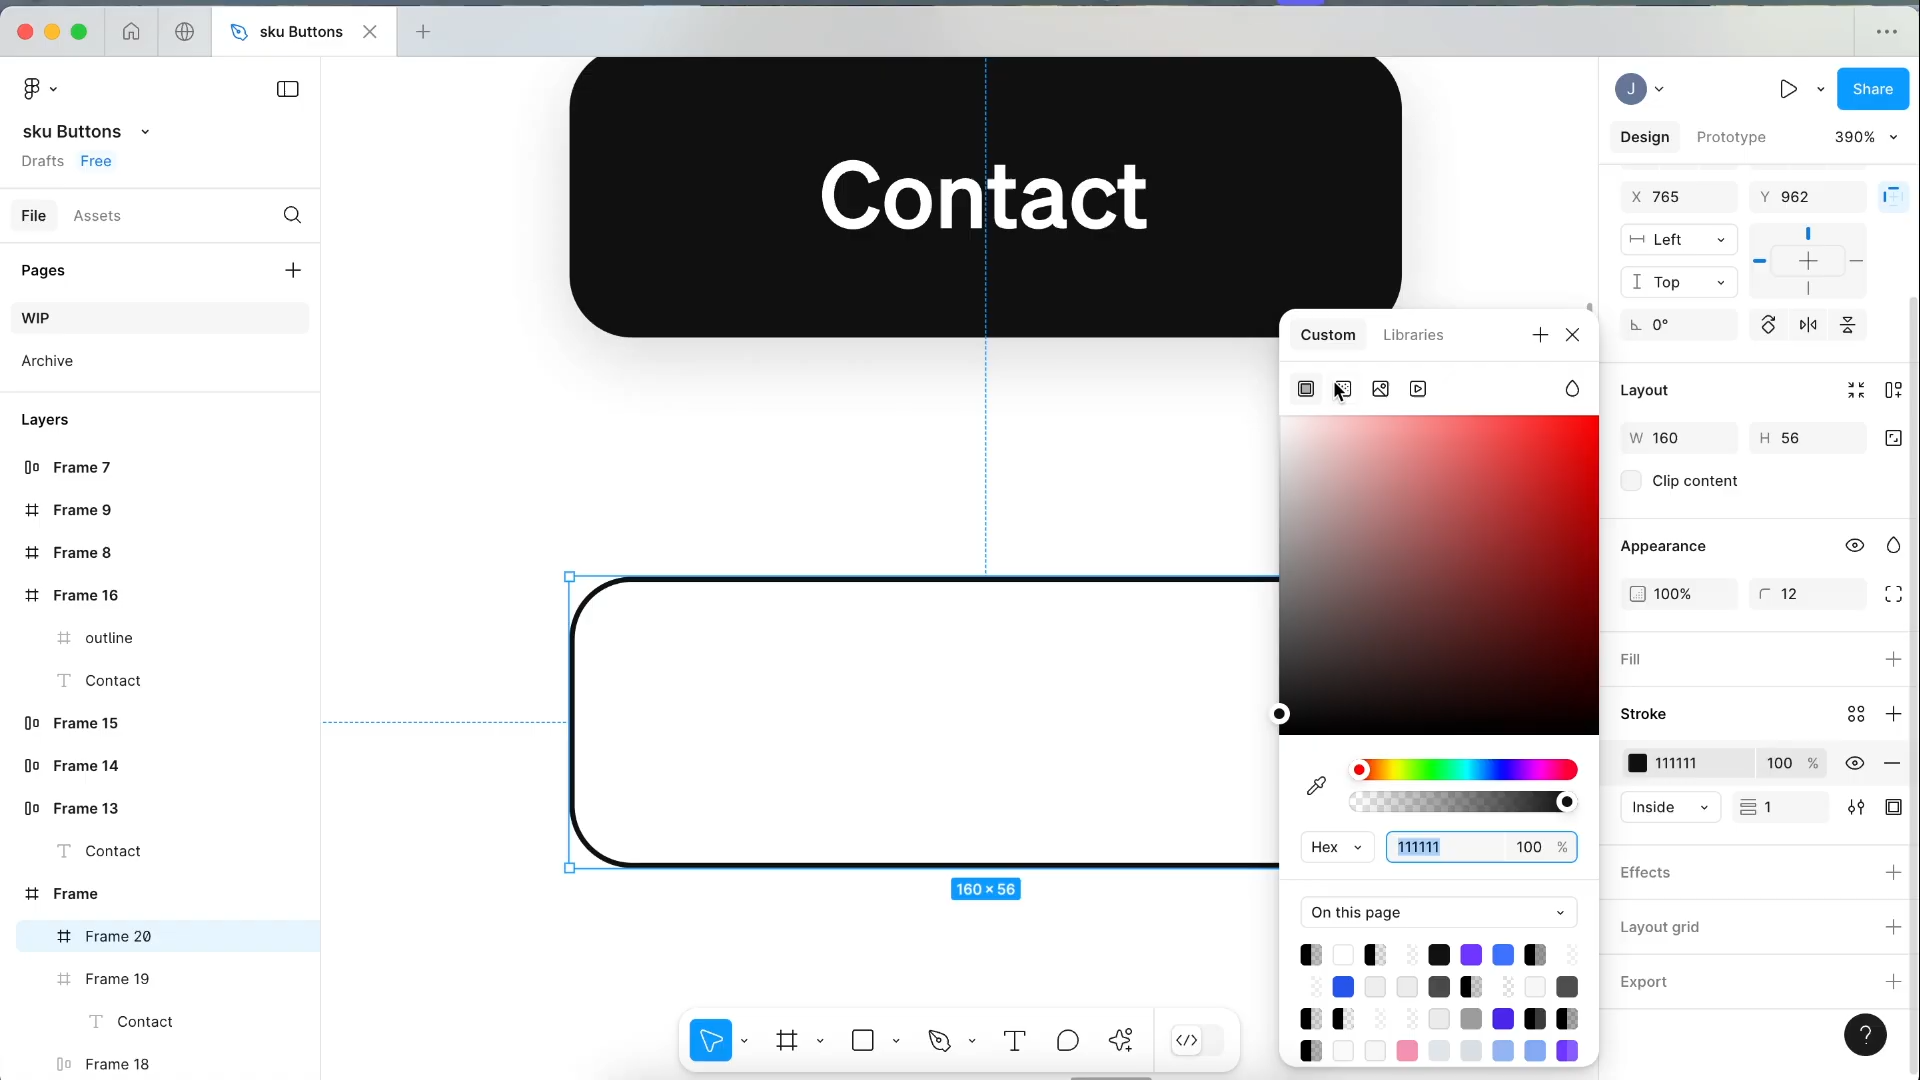 sku Buttons
sku Buttons
Drafts Free
File Assets
Pages
WIP
Archive
Layers
Frame 7
Frame 9
Frame 8
Frame 16
outline
Contact
Frame 15
Frame 14
Frame 13
Contact
Frame
Frame 20
Frame 19
Contact
Frame 18
Contact
160 × 56
Custom Libraries
Hex 111111 100 %
On this page
J Share
Design Prototype 390%
X 765 Y 962
Left
Top
0°
Layout
W 160 H 56
Clip content
Appearance
100% 12
Fill
Stroke
111111 100 %
Inside 1
Effects
Layout grid
Export
?